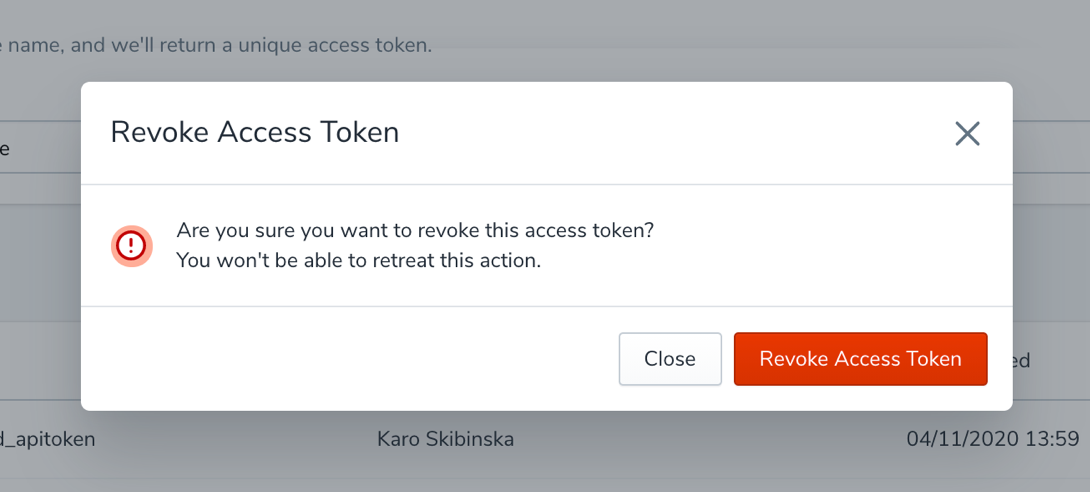 name, and we'll return a unique access token.
Revoke Access Token
Are you sure you want to revoke this access token?
You won't be able to retreat this action.
Close
Revoke Access Token
d_apitoken Karo Skibinska 04/11/2020 13:59